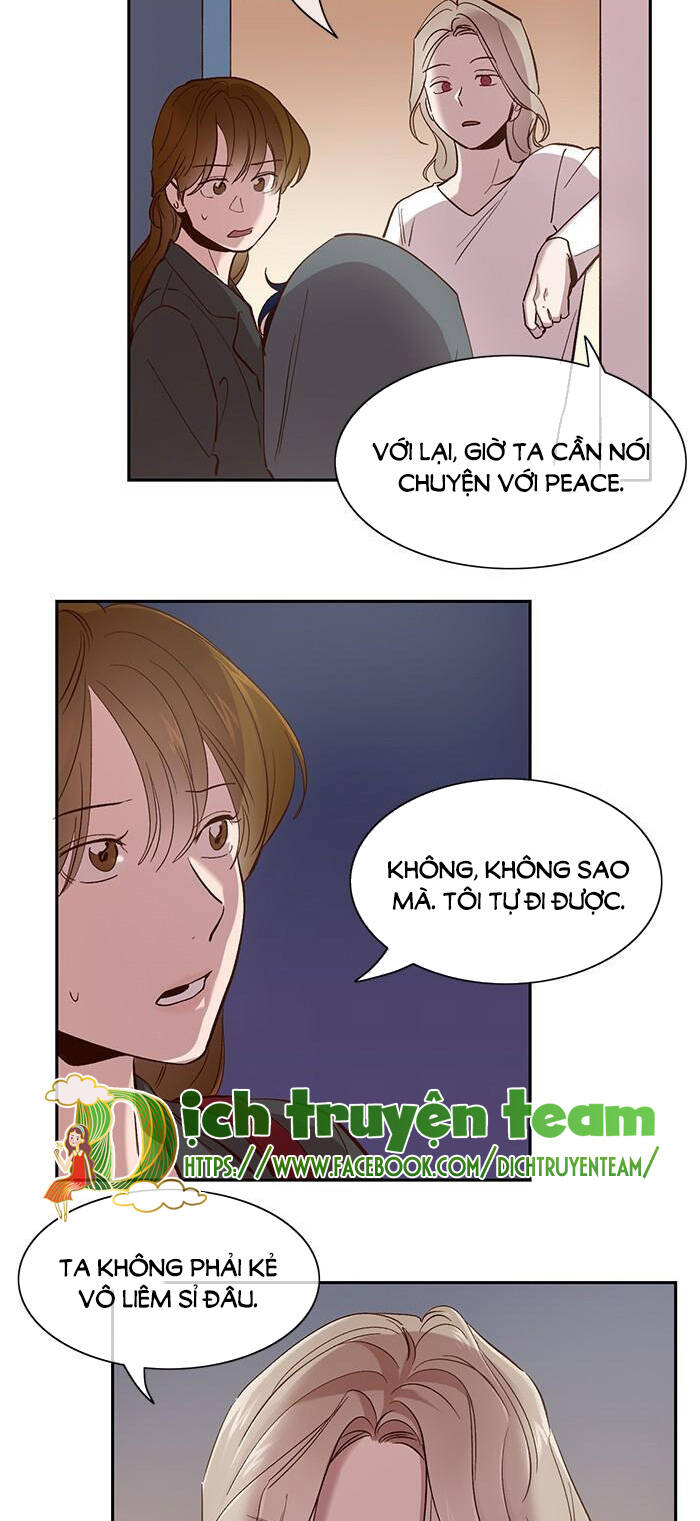 VỚI LẠI, GIỜ TA CẦN NÓI
CHUYỆN VỚI PEACE.
KHÔNG, KHÔNG SAO
MÀ. TÔI TỰ ĐI ĐƯỢC.
Dịch truyện team
HTTPS://WWW.FACEBOOK.COM/DICHTRUYENTEAM/
TA KHÔNG PHẢI KẺ
VÔ LIÊM SỈ ĐÂU.